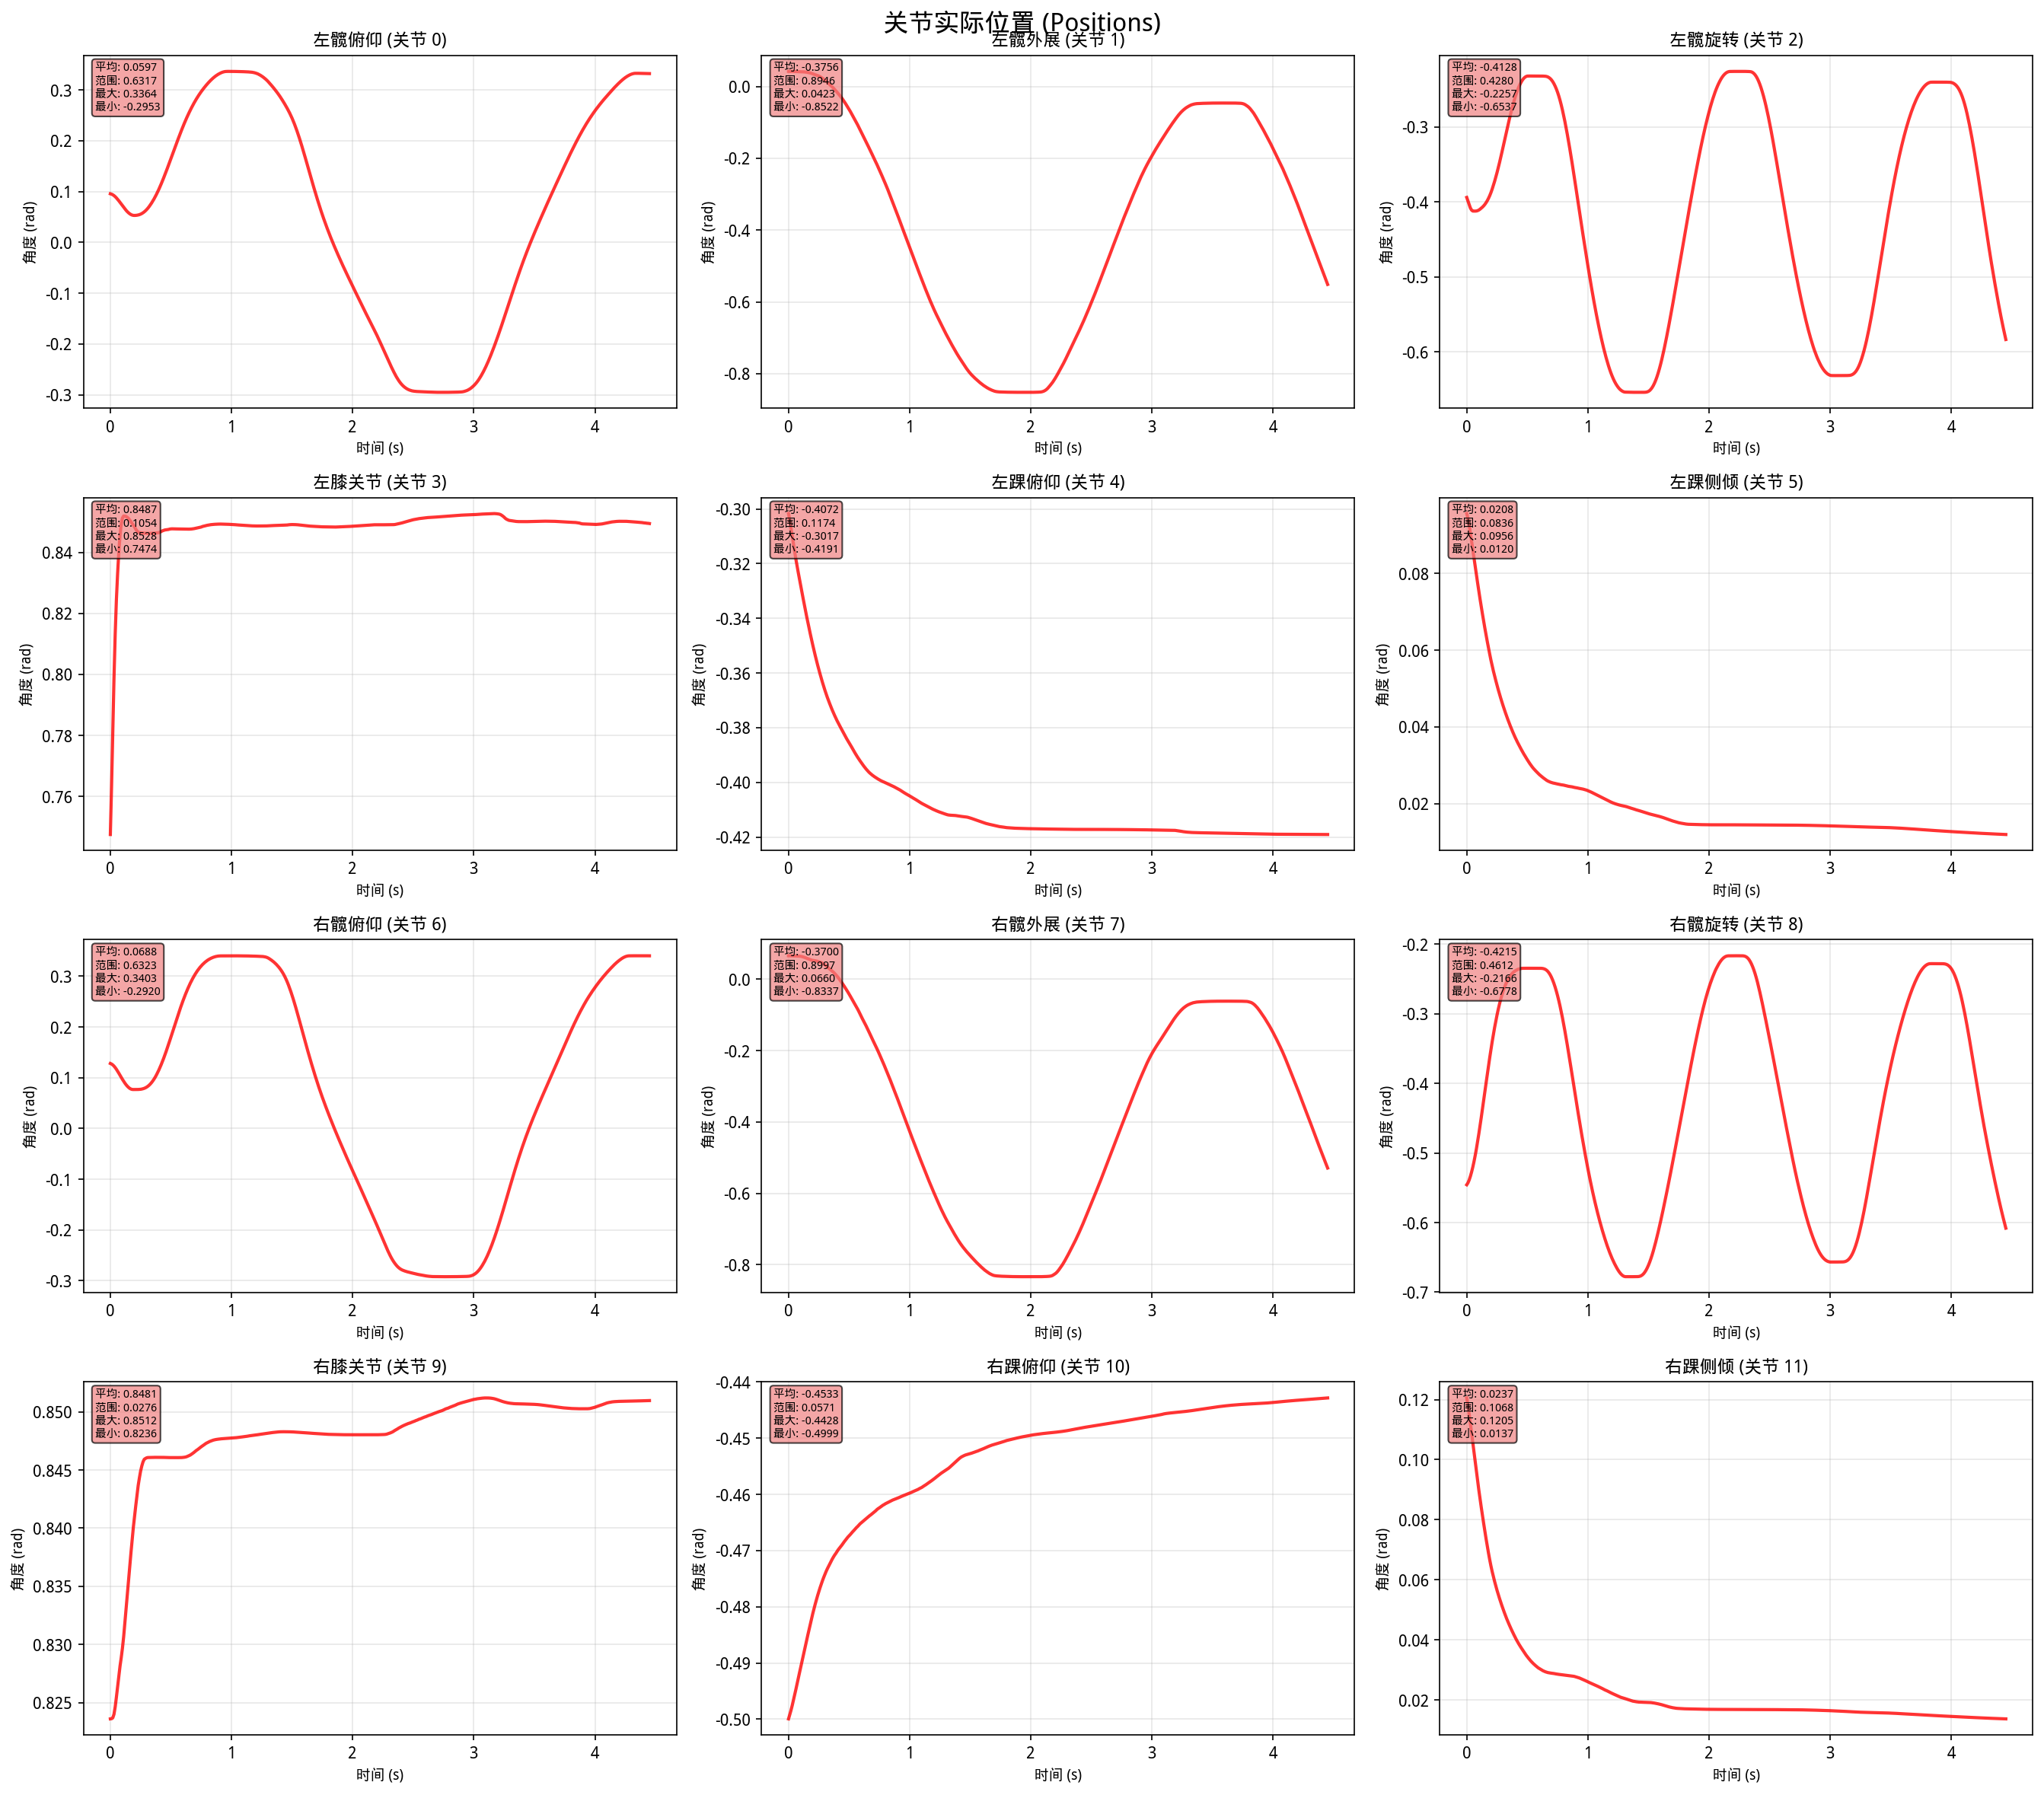 关节实际位置 (Positions)
左髋俯仰 (关节 0)
平均: 0.0597
范围: 0.6317
最大: 0.3364
最小: -0.2953
0.3
0.2
0.1
0.0
-0.1
-0.2
-0.3
角度 (rad)
0 1 2 3 4
时间 (s)
左髋外展 (关节 1)
平均: -0.3756
范围: 0.8946
最大: 0.0423
最小: -0.8522
0.0
-0.2
-0.4
-0.6
-0.8
角度 (rad)
0 1 2 3 4
时间 (s)
左髋旋转 (关节 2)
平均: -0.4128
范围: 0.4280
最大: -0.2257
最小: -0.6537
-0.3
-0.4
-0.5
-0.6
角度 (rad)
0 1 2 3 4
时间 (s)
左膝关节 (关节 3)
平均: 0.8487
范围: 0.1054
最大: 0.8528
最小: 0.7474
0.84
0.82
0.80
0.78
0.76
角度 (rad)
0 1 2 3 4
时间 (s)
左踝俯仰 (关节 4)
平均: -0.4072
范围: 0.1174
最大: -0.3017
最小: -0.4191
-0.30
-0.32
-0.34
-0.36
-0.38
-0.40
-0.42
角度 (rad)
0 1 2 3 4
时间 (s)
左踝侧倾 (关节 5)
平均: 0.0208
范围: 0.0836
最大: 0.0956
最小: 0.0120
0.08
0.06
0.04
0.02
角度 (rad)
0 1 2 3 4
时间 (s)
右髋俯仰 (关节 6)
平均: 0.0688
范围: 0.6323
最大: 0.3403
最小: -0.2920
0.3
0.2
0.1
0.0
-0.1
-0.2
-0.3
角度 (rad)
0 1 2 3 4
时间 (s)
右髋外展 (关节 7)
平均: -0.3700
范围: 0.8997
最大: 0.0660
最小: -0.8337
0.0
-0.2
-0.4
-0.6
-0.8
角度 (rad)
0 1 2 3 4
时间 (s)
右髋旋转 (关节 8)
平均: -0.4215
范围: 0.4612
最大: -0.2166
最小: -0.6778
-0.2
-0.3
-0.4
-0.5
-0.6
-0.7
角度 (rad)
0 1 2 3 4
时间 (s)
右膝关节 (关节 9)
平均: 0.8481
范围: 0.0276
最大: 0.8512
最小: 0.8236
0.850
0.845
0.840
0.835
0.830
0.825
角度 (rad)
0 1 2 3 4
时间 (s)
右踝俯仰 (关节 10)
平均: -0.4533
范围: 0.0571
最大: -0.4428
最小: -0.4999
-0.44
-0.45
-0.46
-0.47
-0.48
-0.49
-0.50
角度 (rad)
0 1 2 3 4
时间 (s)
右踝侧倾 (关节 11)
平均: 0.0237
范围: 0.1068
最大: 0.1205
最小: 0.0137
0.12
0.10
0.08
0.06
0.04
0.02
角度 (rad)
0 1 2 3 4
时间 (s)